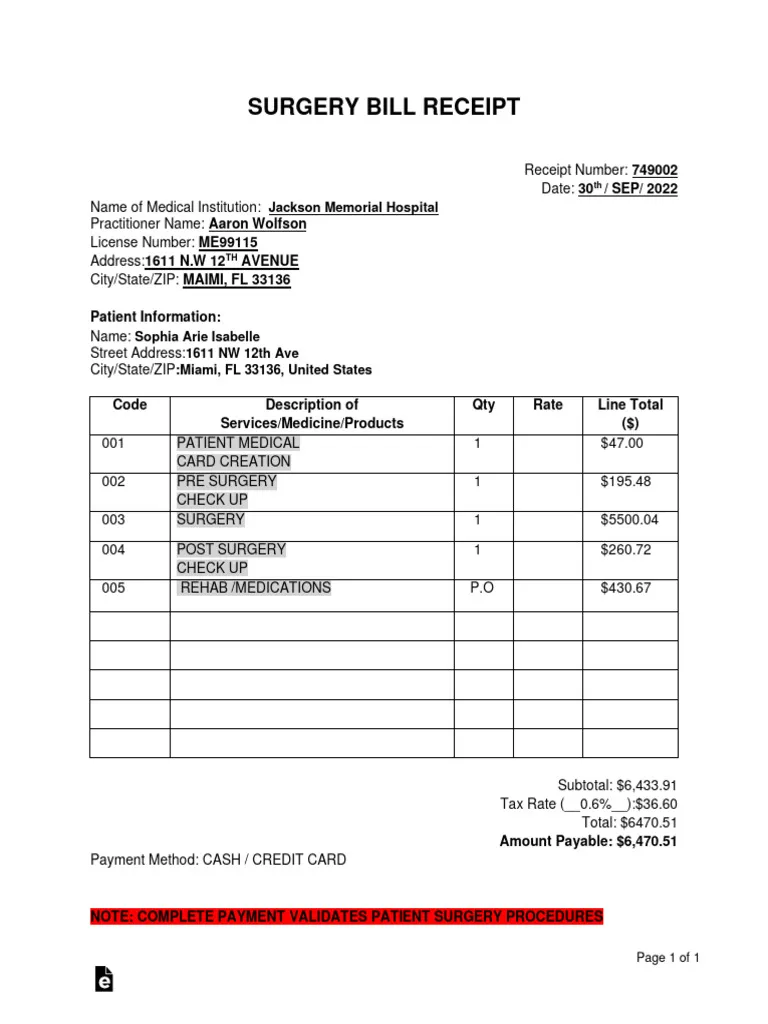 SURGERY BILL RECEIPT
Receipt Number: 749002
Date: 30th / SEP/ 2022
Name of Medical Institution: Jackson Memorial Hospital
Practitioner Name: Aaron Wolfson
License Number: ME99115
Address:1611 N.W 12TH AVENUE
City/State/ZIP: MAIMI, FL 33136
Patient Information:
Name: Sophia Arie Isabelle
Street Address:1611 NW 12th Ave
City/State/ZIP:Miami, FL 33136, United States
Code Description of Qty Rate Line Total
Services/Medicine/Products ($)
001 PATIENT MEDICAL 1 $47.00
CARD CREATION
002 PRE SURGERY 1 $195.48
CHECK UP
003 SURGERY 1 $5500.04
004 POST SURGERY 1 $260.72
CHECK UP
005 REHAB /MEDICATIONS P.O $430.67
Subtotal: $6,433.91
Tax Rate (__0.6%__):$36.60
Total: $6470.51
Amount Payable: $6,470.51
Payment Method: CASH / CREDIT CARD
NOTE: COMPLETE PAYMENT VALIDATES PATIENT SURGERY PROCEDURES
Page 1 of 1
e